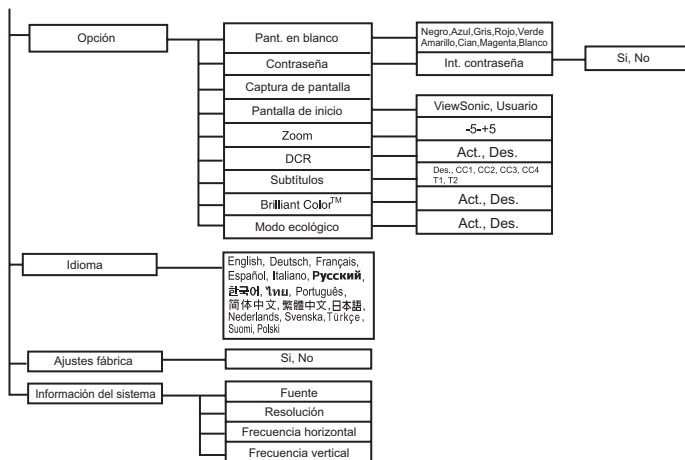 Opción
Pant. en blanco
Negro,Azul,Gris,Rojo,Verde
Amarillo,Cian,Magenta,Blanco
Contraseña
Int. contraseña
Si, No
Captura de pantalla
Pantalla de inicio
ViewSonic, Usuario
Zoom
-5-+5
DCR
Act., Des.
Subtítulos
Des., CC1, CC2, CC3, CC4
T1, T2
Brilliant Color™
Act., Des.
Modo ecológico
Act., Des.
Idioma
English, Deutsch, Français,
Español, Italiano, Русский,
한국어, ไทย, Português,
简体中文, 繁體中文, 日本語,
Nederlands, Svenska, Türkçe,
Suomi, Polski
Ajustes fábrica
Si, No
Información del sistema
Fuente
Resolución
Frecuencia horizontal
Frecuencia vertical